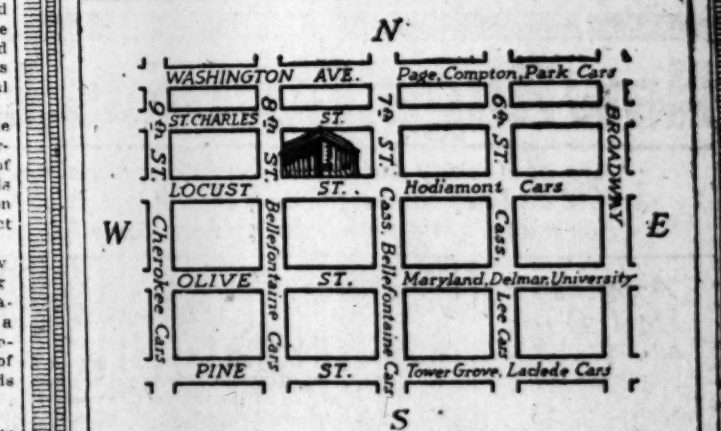 N
WASHINGTON AVE. Page, Compton, Park Cars
9th ST.
8th ST.
7th ST.
6th ST.
BROADWAY
ST. CHARLES ST.
LOCUST ST. Hodiamont Cars
W
E
Cherokee Cars
Bellefontaine Cars
Cass, Bellefontaine Cars
Cass, Lee Cars
OLIVE ST. Maryland, Delmar, University
PINE ST. Tower Grove, Laclede Cars
S